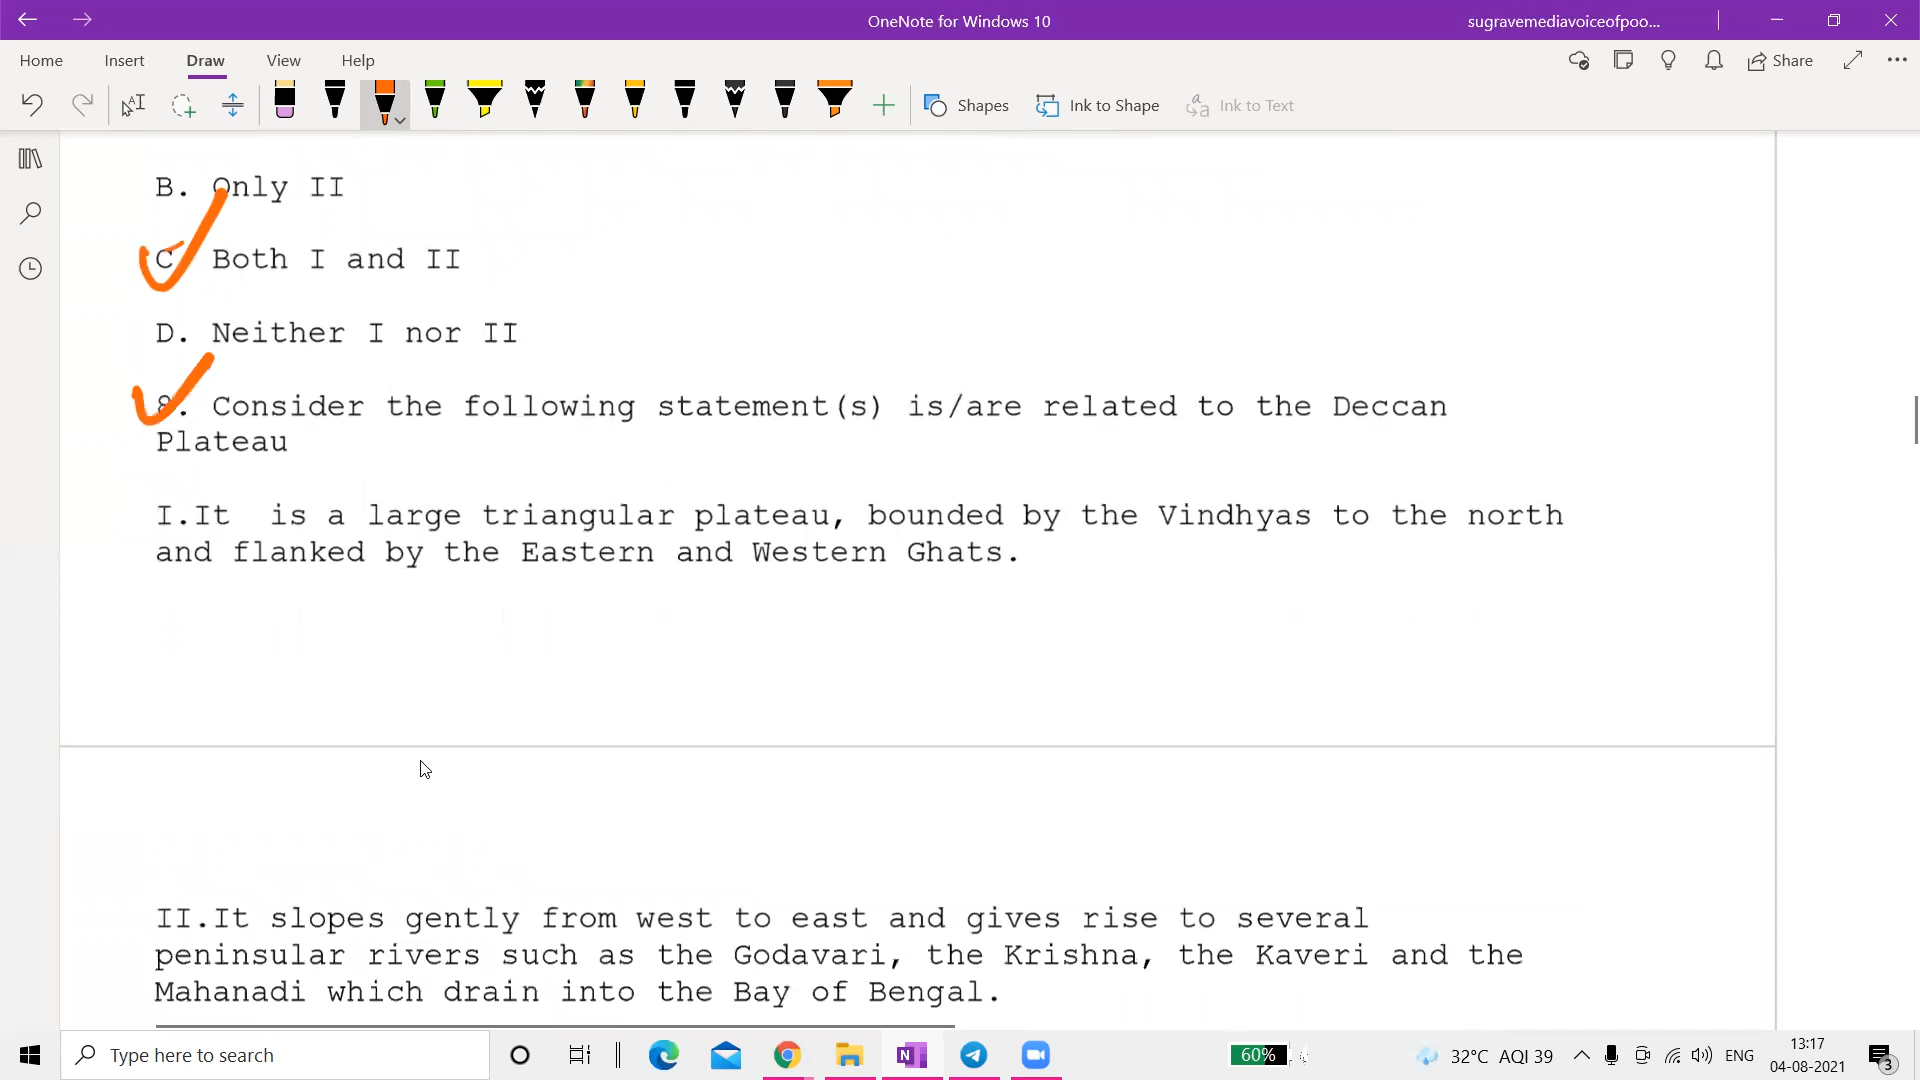 OneNote for Windows 10
sugravemediavoiceofpoo...
Home Insert Draw View Help
Share
Shapes Ink to Shape Ink to Text
B. Only II
C Both I and II
D. Neither I nor II
8. Consider the following statement(s) is/are related to the Deccan
Plateau
I.It is a large triangular plateau, bounded by the Vindhyas to the north
and flanked by the Eastern and Western Ghats.
II.It slopes gently from west to east and gives rise to several
peninsular rivers such as the Godavari, the Krishna, the Kaveri and the
Mahanadi which drain into the Bay of Bengal.
Type here to search
60%
32°C AQI 39
ENG
13:17
04-08-2021
3